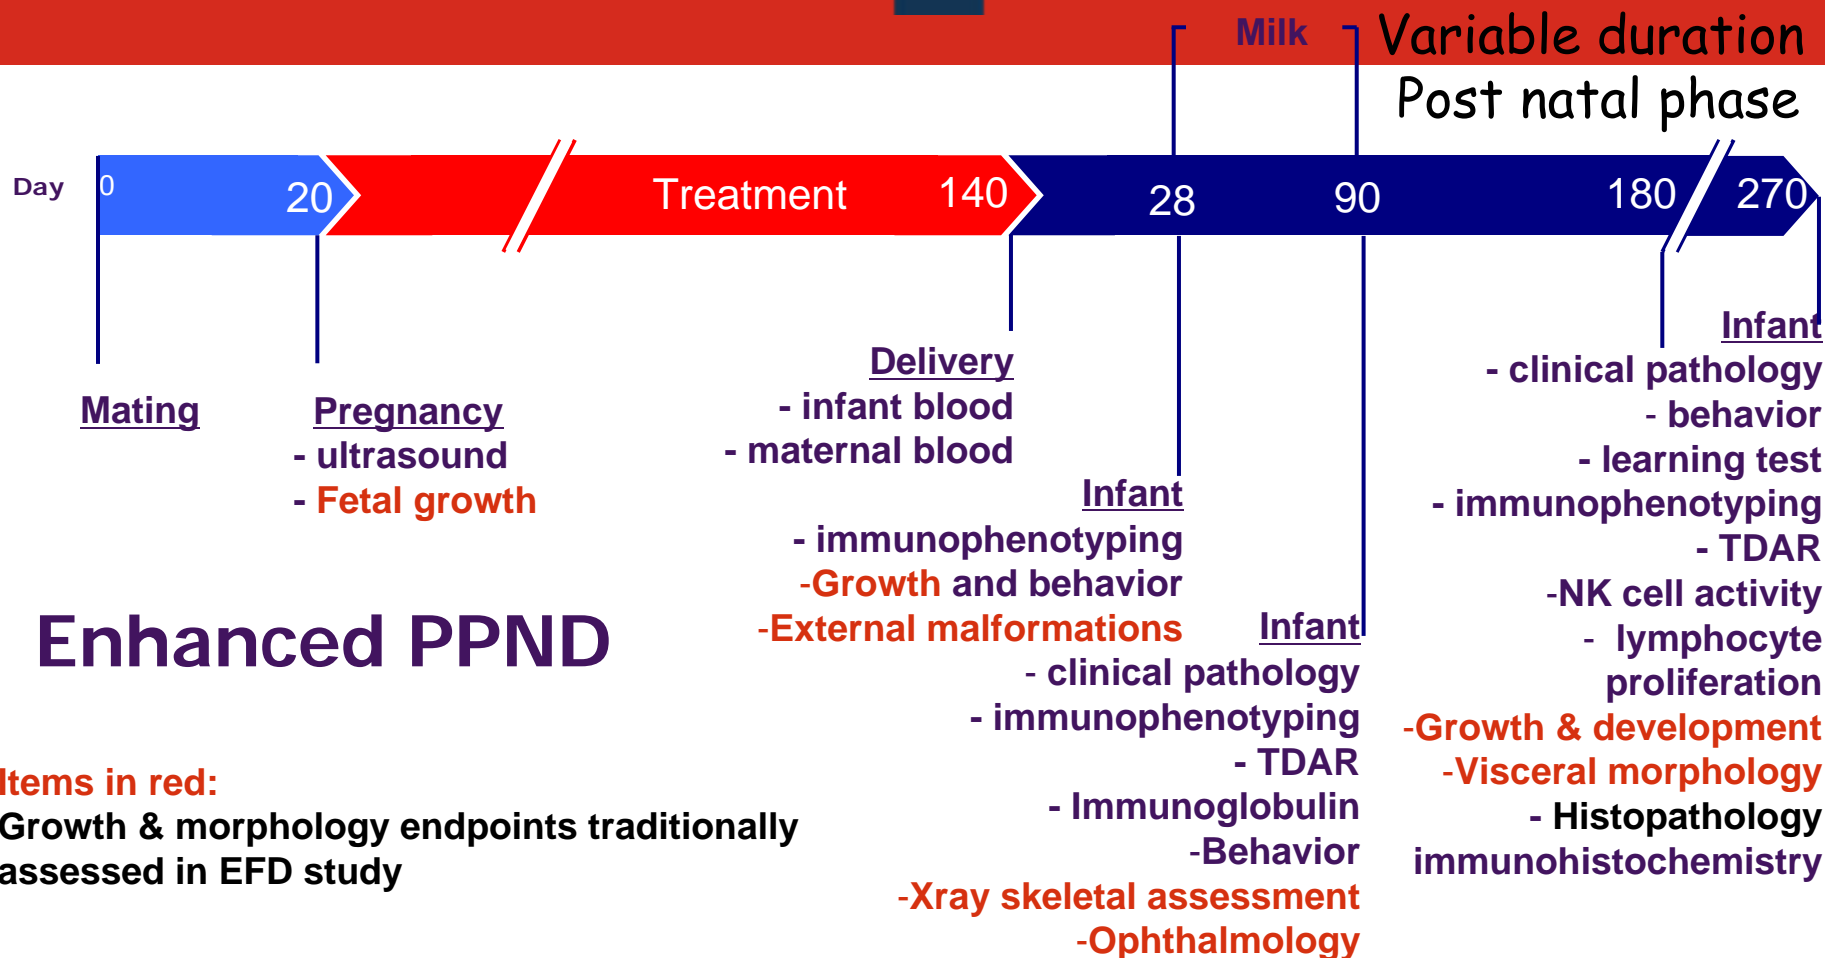 Milk
Variable duration
Post natal phase
Day
0
20
Treatment
140
28
90
180
270
Mating
Pregnancy
- ultrasound
- Fetal growth
Delivery
- infant blood
- maternal blood
Infant
- immunophenotyping
-Growth and behavior
-External malformations
Infant
- clinical pathology
- immunophenotyping
- TDAR
- Immunoglobulin
-Behavior
-Xray skeletal assessment
-Ophthalmology
Infant
- clinical pathology
- behavior
- learning test
- immunophenotyping
- TDAR
-NK cell activity
- lymphocyte
proliferation
-Growth & development
-Visceral morphology
- Histopathology
immunohistochemistry
Enhanced PPND
Items in red:
Growth & morphology endpoints traditionally
assessed in EFD study